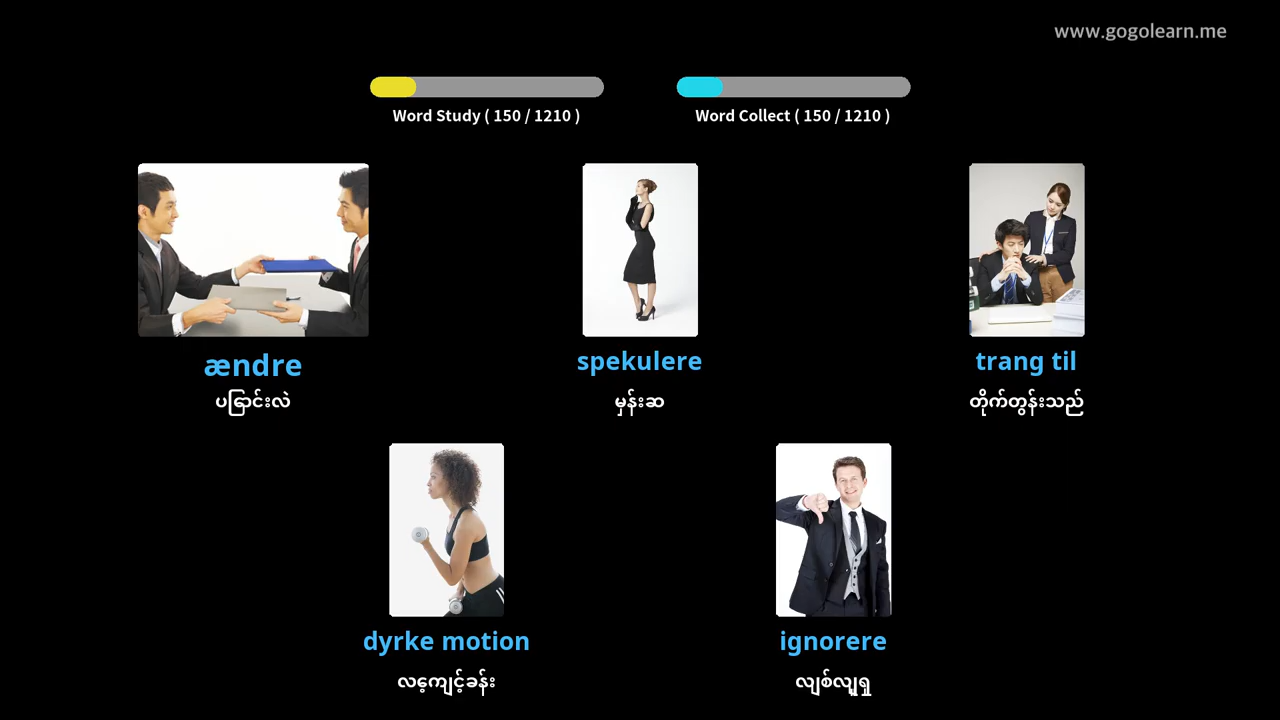 www.gogolearn.me
Word Study ( 150 / 1210 )
Word Collect ( 150 / 1210 )
ændre
ပြောင်းလဲ
spekulere
မှန်းဆ
trang til
တိုက်တွန်းသည်
dyrke motion
လေ့ကျင့်ခန်း
ignorere
လျစ်လျူရှု